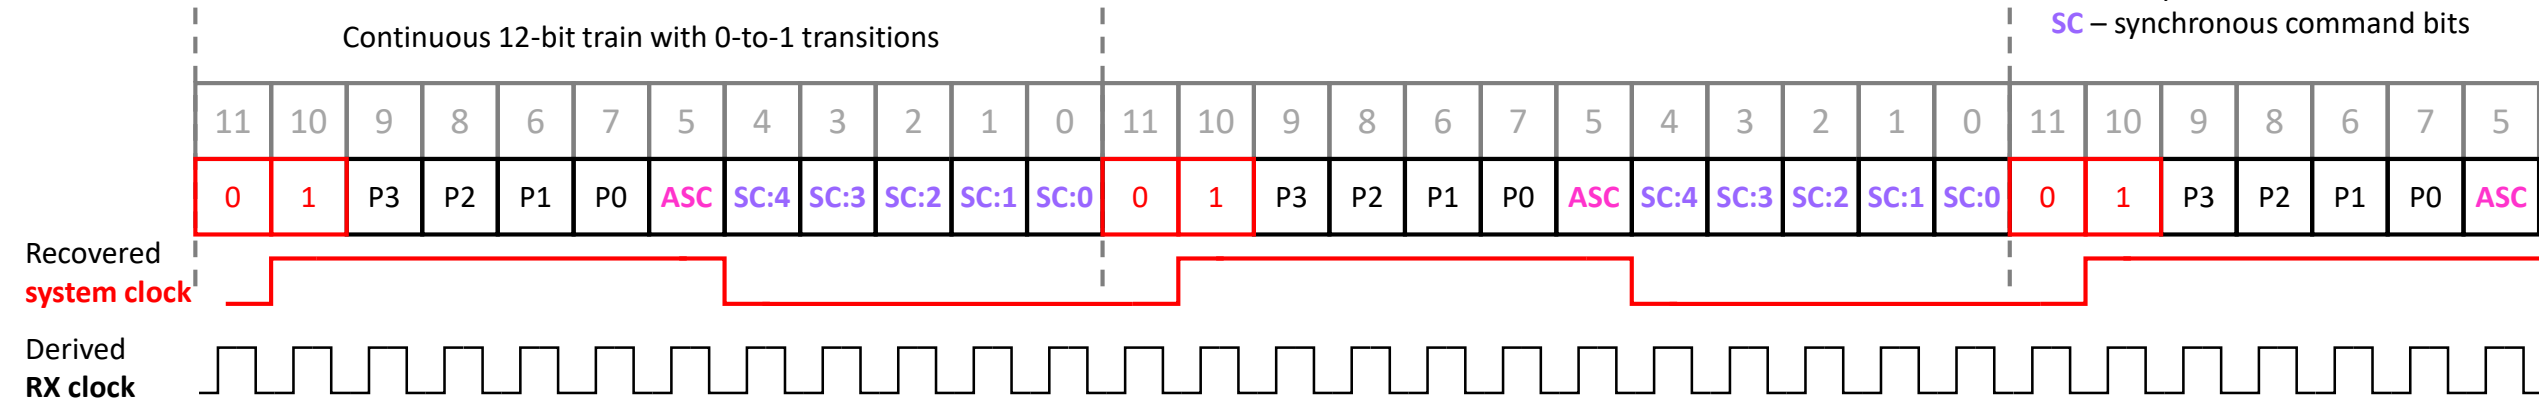 SC – synchronous command bits
Continuous 12-bit train with 0-to-1 transitions
11 10 9 8 6 7 5 4 3 2 1 0 11 10 9 8 6 7 5 4 3 2 1 0 11 10 9 8 6 7 5
0 1 P3 P2 P1 P0 ASC SC:4 SC:3 SC:2 SC:1 SC:0 0 1 P3 P2 P1 P0 ASC SC:4 SC:3 SC:2 SC:1 SC:0 0 1 P3 P2 P1 P0 ASC
Recovered
system clock
Derived
RX clock